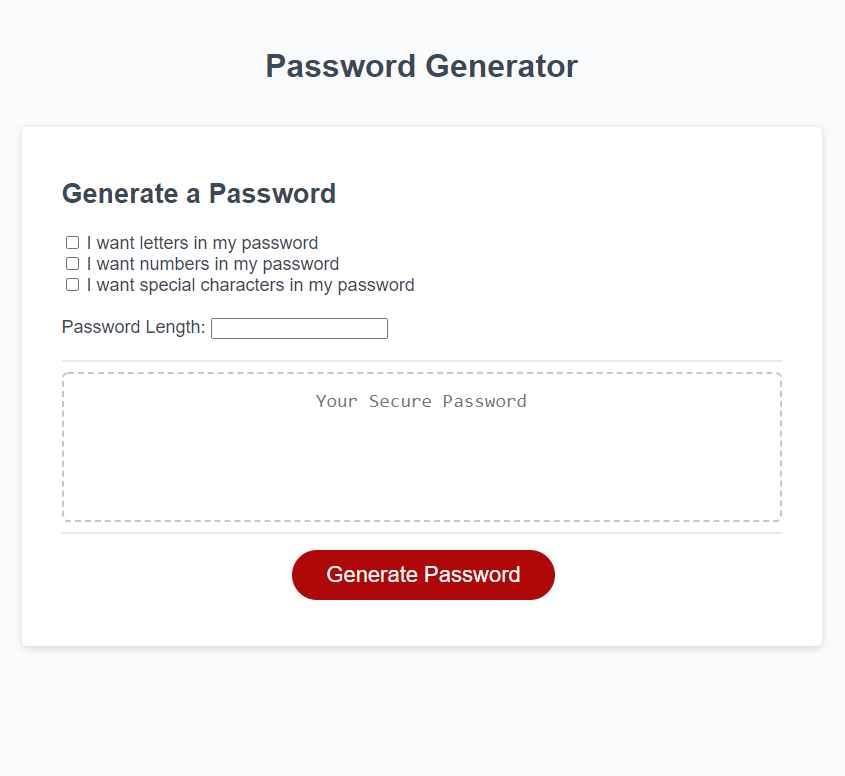 Password Generator
Generate a Password
I want letters in my password
I want numbers in my password
I want special characters in my password
Password Length:
Your Secure Password
Generate Password